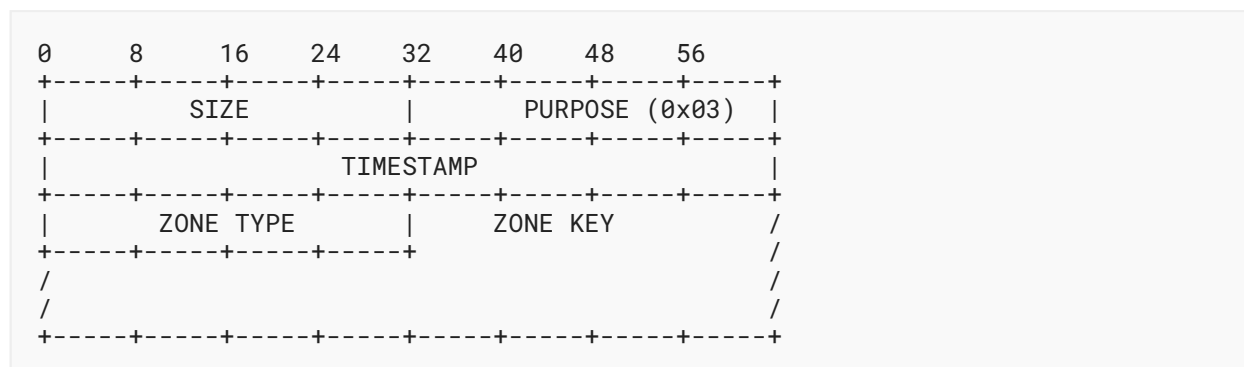 0     8     16    24    32    40    48    56
+-----+-----+-----+-----+-----+-----+-----+-----+
|         SIZE          |       PURPOSE (0x03)  |
+-----+-----+-----+-----+-----+-----+-----+-----+
|                   TIMESTAMP                   |
+-----+-----+-----+-----+-----+-----+-----+-----+
|       ZONE TYPE       |     ZONE KEY          /
+-----+-----+-----+-----+                       /
/                                               /
/                                               /
+-----+-----+-----+-----+-----+-----+-----+-----+